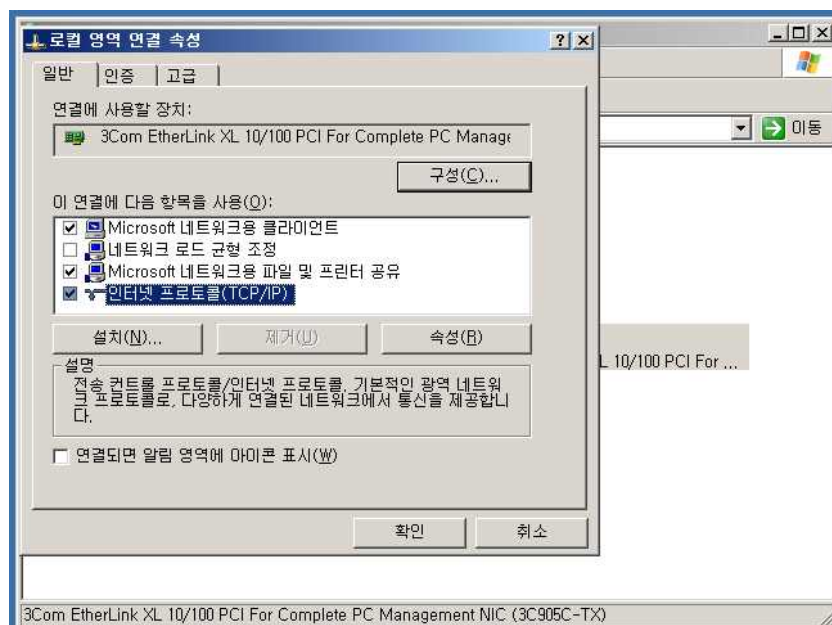 로컬 영역 연결 속성
일반 인증 고급
연결에 사용할 장치:
3Com EtherLink XL 10/100 PCI For Complete PC Manage
구성(C)...
이 연결에 다음 항목을 사용(O):
Microsoft 네트워크용 클라이언트
네트워크 로드 균형 조정
Microsoft 네트워크용 파일 및 프린터 공유
인터넷 프로토콜(TCP/IP)
설치(N)... 제거(U) 속성(R)
설명
전송 컨트롤 프로토콜/인터넷 프로토콜. 기본적인 광역 네트워
크 프로토콜로, 다양하게 연결된 네트워크에서 통신을 제공합니
다.
연결되면 알림 영역에 아이콘 표시(W)
확인 취소
이동
L 10/100 PCI For ...
3Com EtherLink XL 10/100 PCI For Complete PC Management NIC (3C905C-TX)